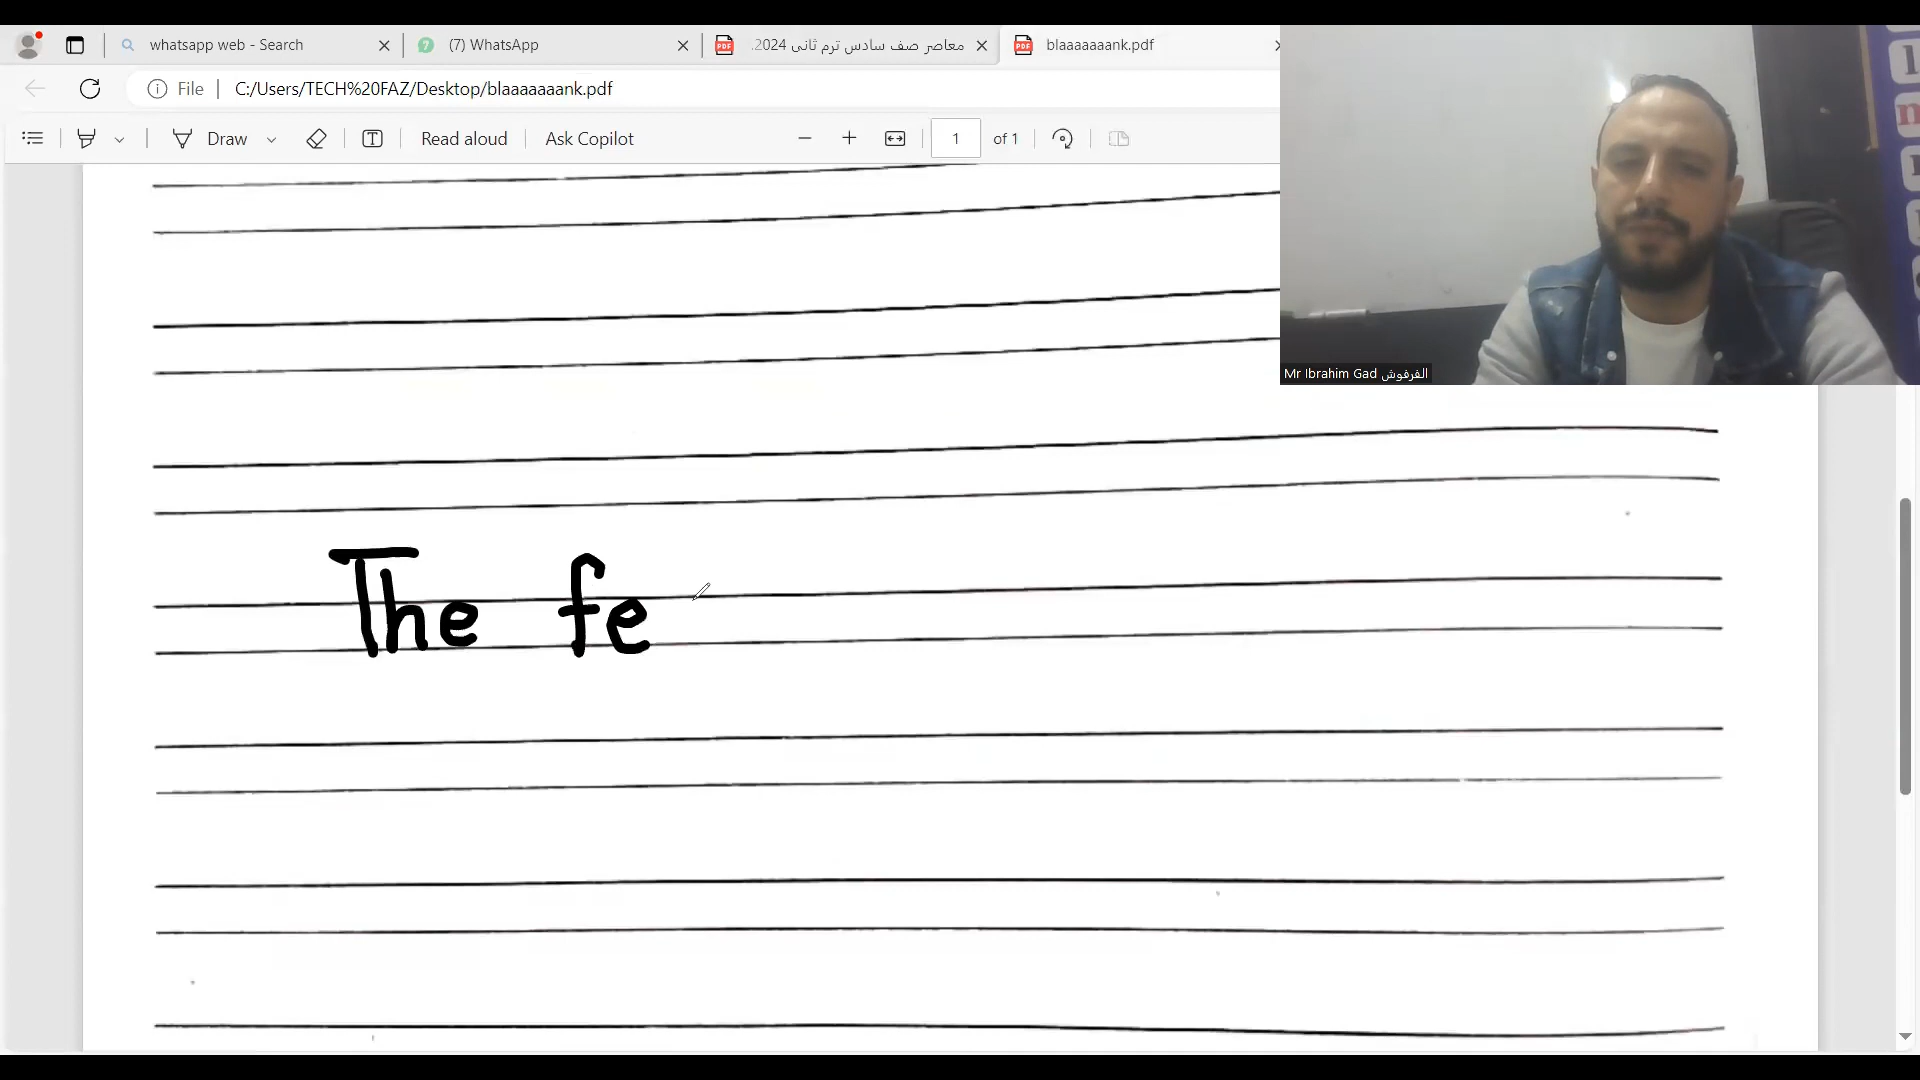 whatsapp web - Search
(7) WhatsApp
معاصر صف سادس ترم ثانى 2024.
blaaaaaaank.pdf
File
C:/Users/TECH%20FAZ/Desktop/blaaaaaaank.pdf
Draw
Read aloud
Ask Copilot
1 of 1
Mr Ibrahim Gad الفرفوش
The fe